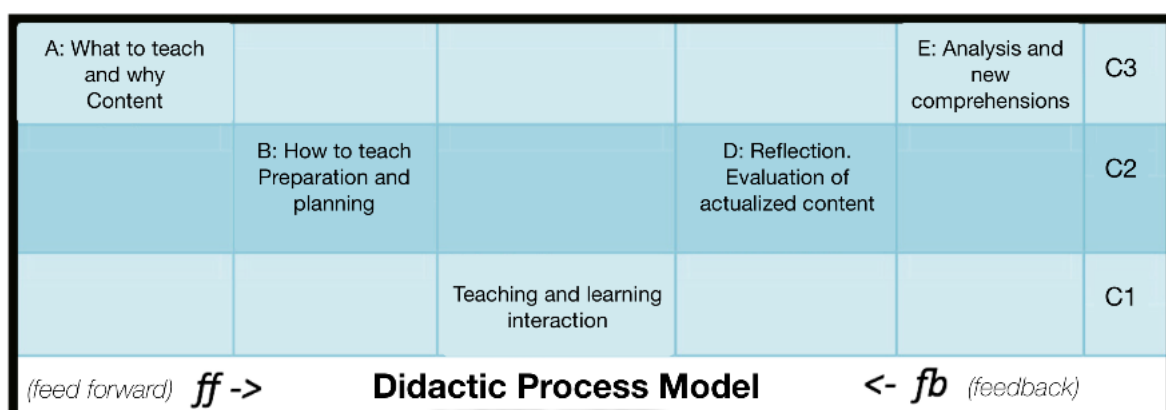 A: What to teach
and why
Content
E: Analysis and
new
comprehensions
C3
B: How to teach
Preparation and
planning
D: Reflection.
Evaluation of
actualized content
C2
Teaching and learning
interaction
C1
(feed forward) ff -> Didactic Process Model <- fb (feedback)